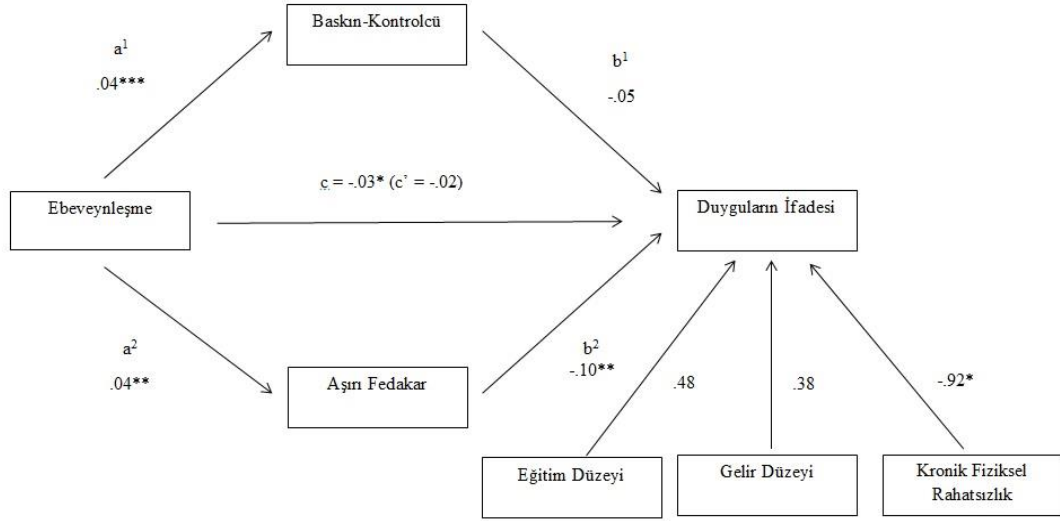 Baskın-Kontrolcü
a¹
.04***
b¹
-.05
c = -.03* (c’ = -.02)
Ebeveynleşme
Duyguların İfadesi
a²
.04**
b²
-.10**
Aşırı Fedakar
.48
.38
-.92*
Eğitim Düzeyi
Gelir Düzeyi
Kronik Fiziksel
Rahatsızlık